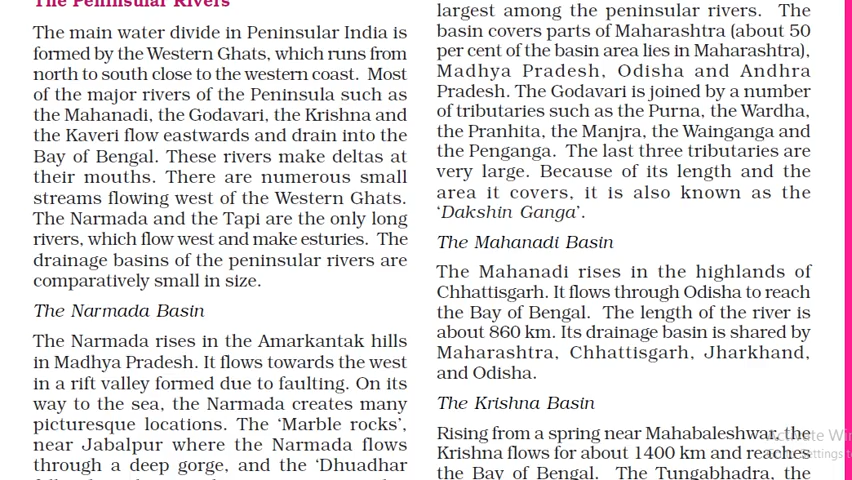 The Peninsular Rivers
The main water divide in Peninsular India is
formed by the Western Ghats, which runs from
north to south close to the western coast. Most
of the major rivers of the Peninsula such as
the Mahanadi, the Godavari, the Krishna and
the Kaveri flow eastwards and drain into the
Bay of Bengal. These rivers make deltas at
their mouths. There are numerous small
streams flowing west of the Western Ghats.
The Narmada and the Tapi are the only long
rivers, which flow west and make esturies. The
drainage basins of the peninsular rivers are
comparatively small in size.
The Narmada Basin
The Narmada rises in the Amarkantak hills
in Madhya Pradesh. It flows towards the west
in a rift valley formed due to faulting. On its
way to the sea, the Narmada creates many
picturesque locations. The ‘Marble rocks’,
near Jabalpur where the Narmada flows
through a deep gorge, and the ‘Dhuadhar
largest among the peninsular rivers. The
basin covers parts of Maharashtra (about 50
per cent of the basin area lies in Maharashtra),
Madhya Pradesh, Odisha and Andhra
Pradesh. The Godavari is joined by a number
of tributaries such as the Purna, the Wardha,
the Pranhita, the Manjra, the Wainganga and
the Penganga. The last three tributaries are
very large. Because of its length and the
area it covers, it is also known as the
‘Dakshin Ganga’.
The Mahanadi Basin
The Mahanadi rises in the highlands of
Chhattisgarh. It flows through Odisha to reach
the Bay of Bengal. The length of the river is
about 860 km. Its drainage basin is shared by
Maharashtra, Chhattisgarh, Jharkhand,
and Odisha.
The Krishna Basin
Rising from a spring near Mahabaleshwar, the
Krishna flows for about 1400 km and reaches
the Bay of Bengal. The Tungabhadra, the
Activate Win
Settings to